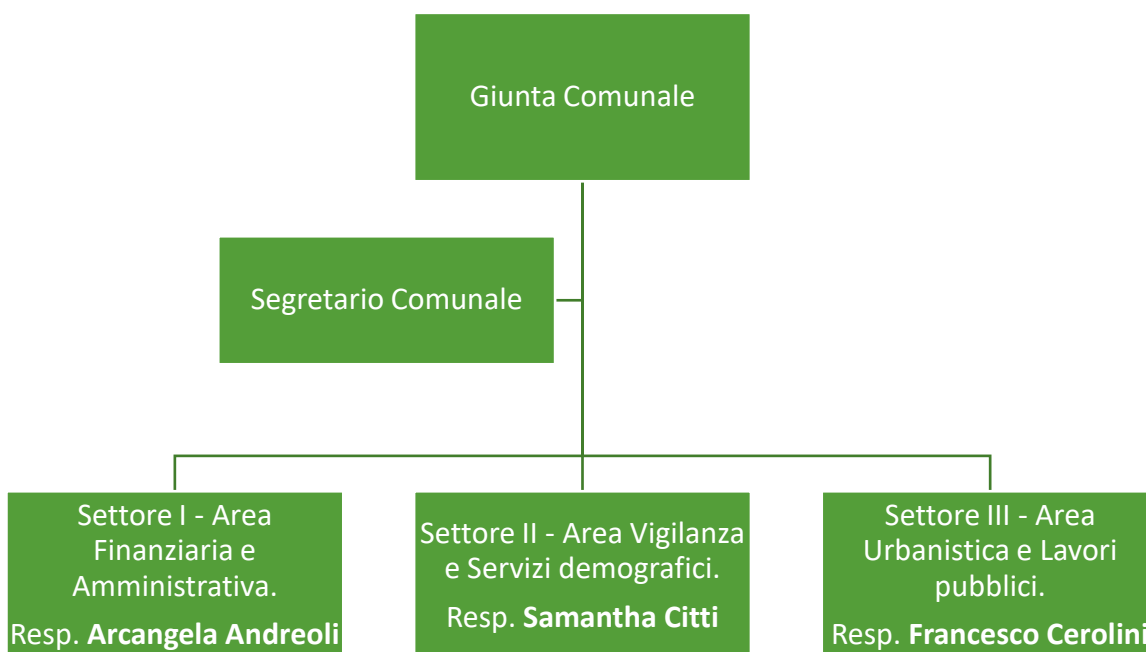 Giunta Comunale
Segretario Comunale
Settore I - Area
Finanziaria e
Amministrativa.
Resp. Arcangela Andreoli
Settore II - Area Vigilanza
e Servizi demografici.
Resp. Samantha Citti
Settore III - Area
Urbanistica e Lavori
pubblici.
Resp. Francesco Cerolini